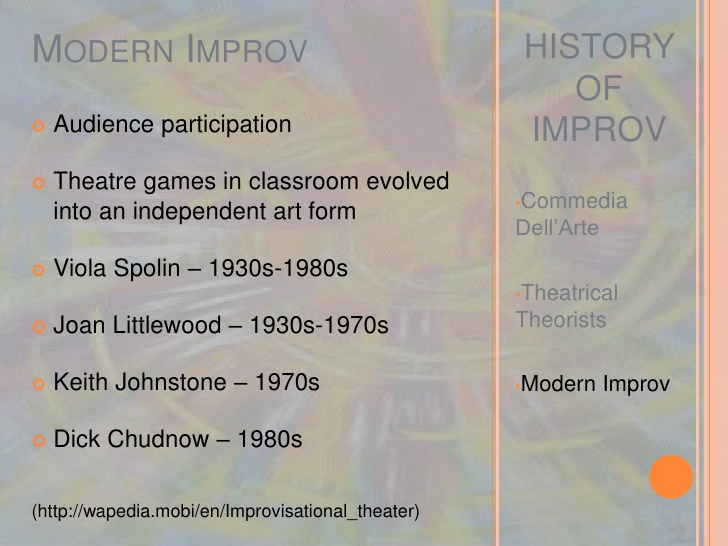 MODERN IMPROV
Audience participation
Theatre games in classroom evolved
into an independent art form
Viola Spolin – 1930s-1980s
Joan Littlewood – 1930s-1970s
Keith Johnstone – 1970s
Dick Chudnow – 1980s
(http://wapedia.mobi/en/Improvisational_theater)
HISTORY
OF
IMPROV
•Commedia
Dell’Arte
•Theatrical
Theorists
•Modern Improv